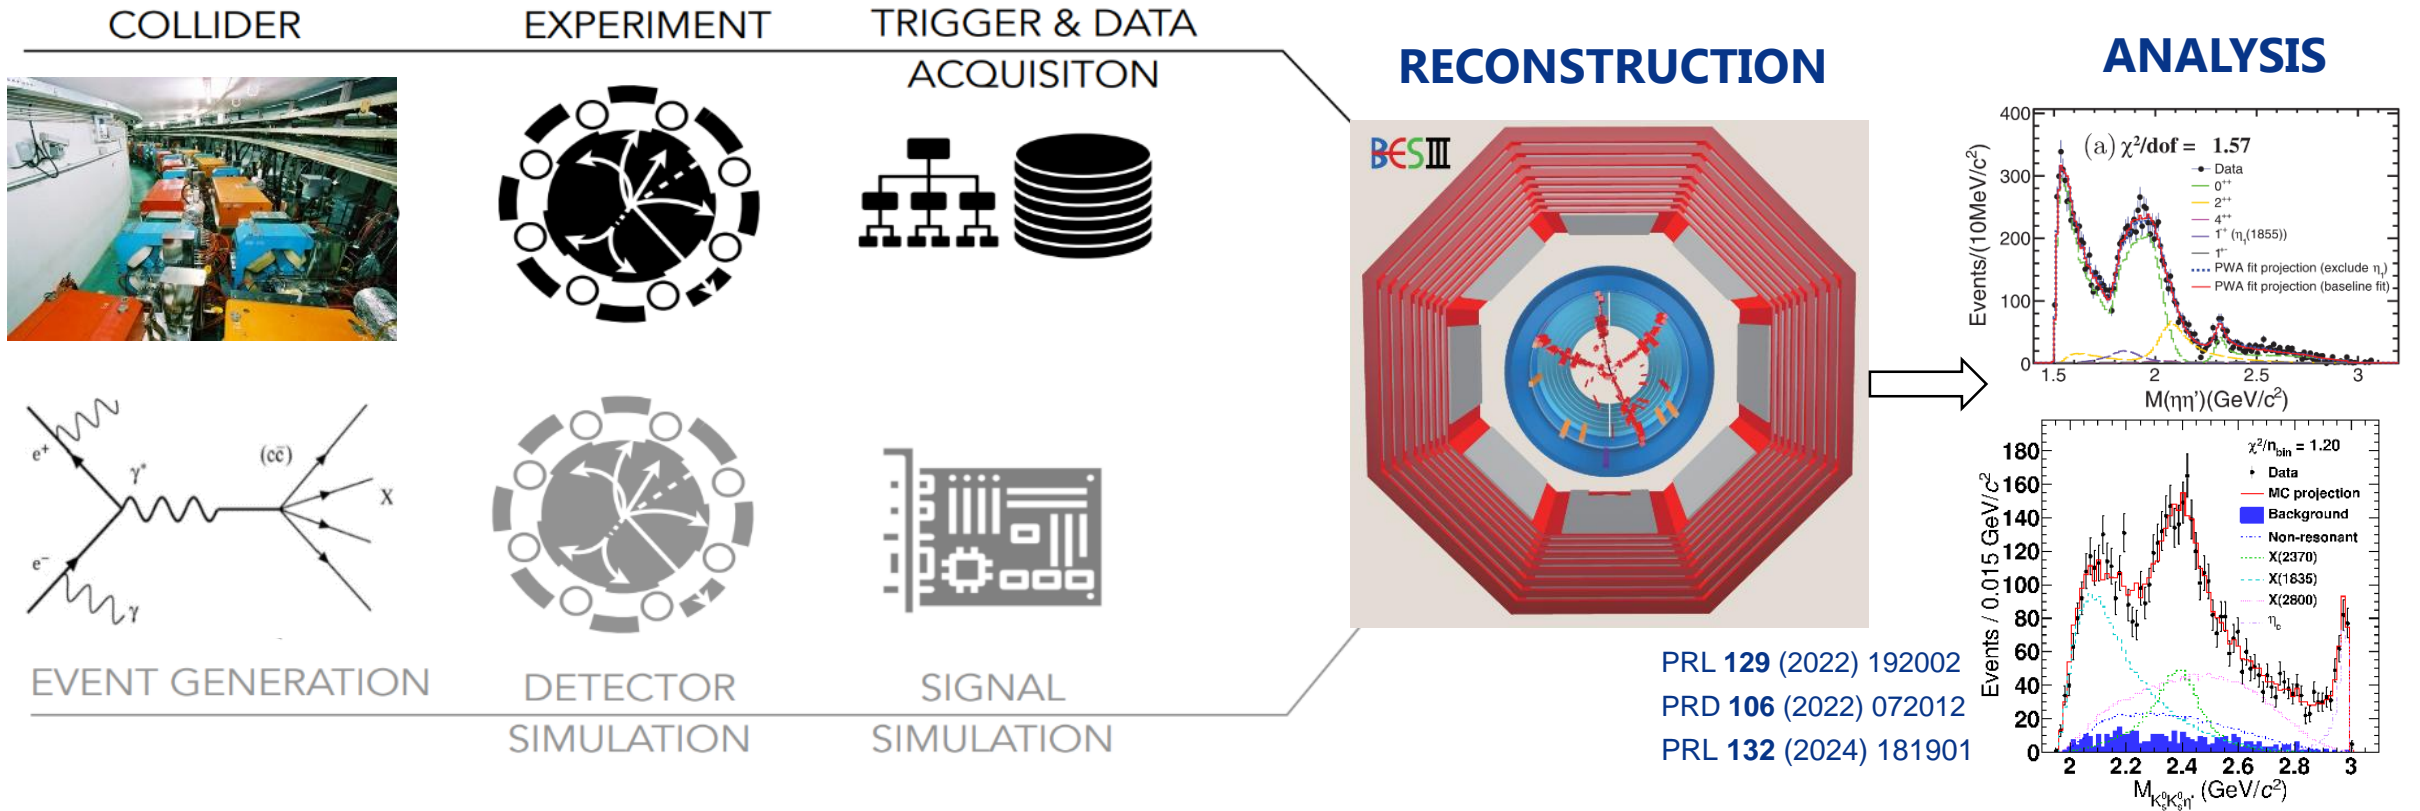 COLLIDER
EXPERIMENT
TRIGGER & DATA
ACQUISITON
RECONSTRUCTION
ANALYSIS
BESIII
e+
γ*
(cc̄)
X
e−
γ
EVENT GENERATION
DETECTOR
SIMULATION
SIGNAL
SIMULATION
PRL 129 (2022) 192002
PRD 106 (2022) 072012
PRL 132 (2024) 181901
Events/(10MeV/c²)
400
300
200
100
0
(a) χ²/dof = 1.57
Data
0⁺⁺
2⁺⁺
4⁺⁺
1⁻⁺ (η₁(1855))
1⁺⁻
PWA fit projection (exclude η₁)
PWA fit projection (baseline fit)
1.5 2 2.5 3
M(ηη')(GeV/c²)
Events / 0.015 GeV/c²
180
160
140
120
100
80
60
40
20
0
χ²/n_bin = 1.20
Data
MC projection
Background
Non-resonant
X(2370)
X(1835)
X(2800)
η_c
2 2.2 2.4 2.6 2.8 3
M_K⁰ₛK⁰ₛη' (GeV/c²)